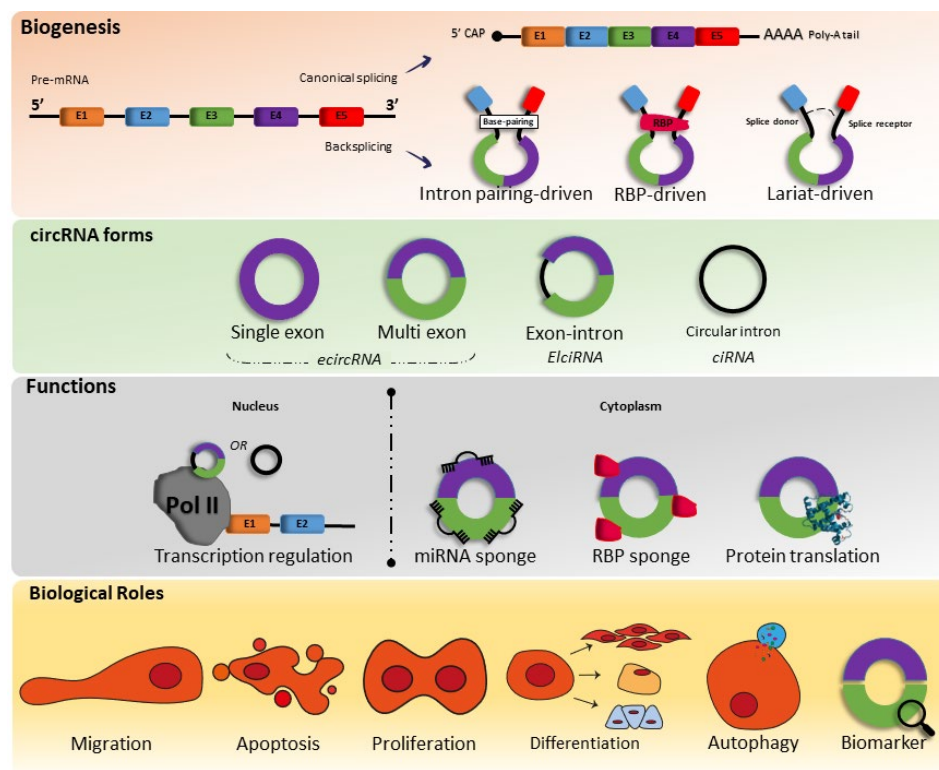 Biogenesis
5' CAP
E1 E2 E3 E4 E5
AAAA Poly-A tail
Pre-mRNA
Canonical splicing
5' 3'
E1 E2 E3 E4 E5
Backsplicing
Base-pairing
RBP
Splice donor
Splice receptor
Intron pairing-driven
RBP-driven
Lariat-driven
circRNA forms
Single exon
Multi exon
Exon-intron
Circular intron
ecircRNA
ElciRNA
ciRNA
Functions
Nucleus
Cytoplasm
OR
Pol II
E1 E2
Transcription regulation
miRNA sponge
RBP sponge
Protein translation
Biological Roles
Migration
Apoptosis
Proliferation
Differentiation
Autophagy
Biomarker